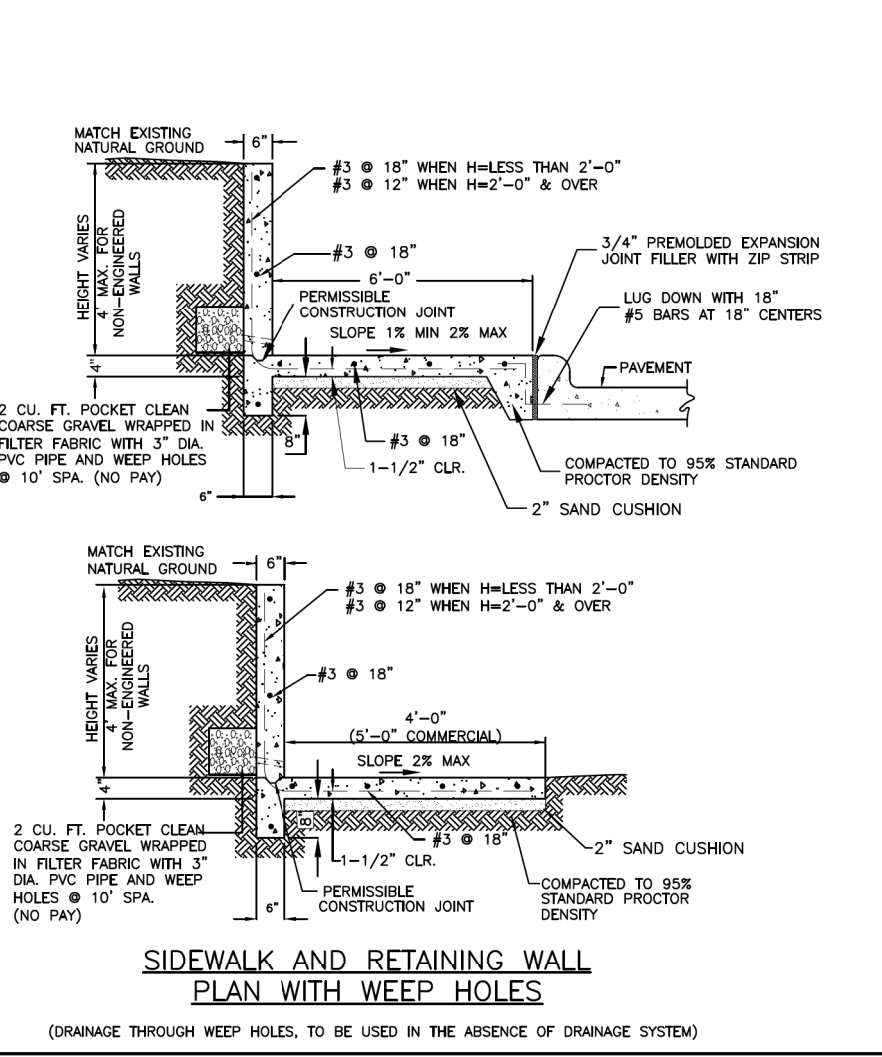 MATCH EXISTING
NATURAL GROUND
6"
#3 @ 18" WHEN H=LESS THAN 2'-0"
#3 @ 12" WHEN H=2'-0" & OVER
HEIGHT VARIES
4' MAX. FOR
NON-ENGINEERED
WALLS
#3 @ 18"
6'-0"
3/4" PREMOLDED EXPANSION
JOINT FILLER WITH ZIP STRIP
PERMISSIBLE
CONSTRUCTION JOINT
LUG DOWN WITH 18"
#5 BARS AT 18" CENTERS
SLOPE 1% MIN 2% MAX
4"
PAVEMENT
2 CU. FT. POCKET CLEAN
COARSE GRAVEL WRAPPED IN
FILTER FABRIC WITH 3" DIA.
PVC PIPE AND WEEP HOLES
@ 10' SPA. (NO PAY)
8"
#3 @ 18"
1-1/2" CLR.
COMPACTED TO 95% STANDARD
PROCTOR DENSITY
6"
2" SAND CUSHION
MATCH EXISTING
NATURAL GROUND
6"
#3 @ 18" WHEN H=LESS THAN 2'-0"
#3 @ 12" WHEN H=2'-0" & OVER
HEIGHT VARIES
4' MAX. FOR
NON-ENGINEERED
WALLS
#3 @ 18"
4'-0"
(5'-0" COMMERCIAL)
SLOPE 2% MAX
4"
8"
2 CU. FT. POCKET CLEAN
COARSE GRAVEL WRAPPED
IN FILTER FABRIC WITH 3"
DIA. PVC PIPE AND WEEP
HOLES @ 10' SPA.
(NO PAY)
#3 @ 18"
1-1/2" CLR.
2" SAND CUSHION
PERMISSIBLE
CONSTRUCTION JOINT
COMPACTED TO 95%
STANDARD PROCTOR
DENSITY
6"
SIDEWALK AND RETAINING WALL
PLAN WITH WEEP HOLES
(DRAINAGE THROUGH WEEP HOLES, TO BE USED IN THE ABSENCE OF DRAINAGE SYSTEM)